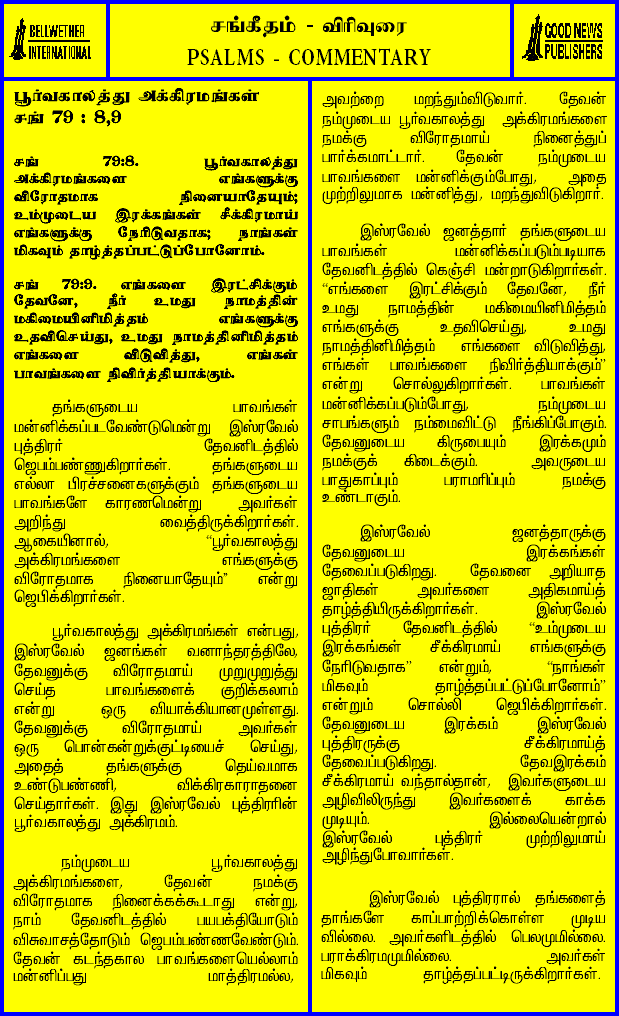 BELLWETHER
INTERNATIONAL
சங்கீதம் - விரிவுரை
PSALMS - COMMENTARY
GOOD NEWS
PUBLISHERS
பூர்வகாலத்து அக்கிரமங்கள்
சங் 79 : 8,9
சங் 79:8. பூர்வகாலத்து
அக்கிரமங்களை எங்களுக்கு
விரோதமாக நினையாதேயும்;
உம்முடைய இரக்கங்கள் சீக்கிரமாய்
எங்களுக்கு நேரிடுவதாக; நாங்கள்
மிகவும் தாழ்த்தப்பட்டுப்போனோம்.
சங் 79:9. எங்களை இரட்சிக்கும்
தேவனே, நீர் உமது நாமத்தின்
மகிமையினிமித்தம் எங்களுக்கு
உதவிசெய்து, உமது நாமத்தினிமித்தம்
எங்களை விடுவித்து, எங்கள்
பாவங்களை நிவிர்த்தியாக்கும்.
தங்களுடைய பாவங்கள்
மன்னிக்கப்படவேண்டுமென்று இஸ்ரவேல்
புத்திரர் தேவனிடத்தில்
ஜெபம்பண்ணுகிறார்கள். தங்களுடைய
எல்லா பிரச்சனைகளுக்கும் தங்களுடைய
பாவங்களே காரணமென்று அவர்கள்
அறிந்து வைத்திருக்கிறார்கள்.
ஆகையினால், “பூர்வகாலத்து
அக்கிரமங்களை எங்களுக்கு
விரோதமாக நினையாதேயும்” என்று
ஜெபிக்கிறார்கள்.
பூர்வகாலத்து அக்கிரமங்கள் என்பது,
இஸ்ரவேல் ஜனங்கள் வனாந்தரத்திலே,
தேவனுக்கு விரோதமாய் முறுமுறுத்து
செய்த பாவங்களைக் குறிக்கலாம்
என்று ஒரு வியாக்கியானமுள்ளது.
தேவனுக்கு விரோதமாய் அவர்கள்
ஒரு பொன்கன்றுக்குட்டியைச் செய்து,
அதைத் தங்களுக்கு தெய்வமாக
உண்டுபண்ணி, விக்கிரகாராதனை
செய்தார்கள். இது இஸ்ரவேல் புத்திரரின்
பூர்வகாலத்து அக்கிரமம்.
நம்முடைய பூர்வகாலத்து
அக்கிரமங்களை, தேவன் நமக்கு
விரோதமாக நினைக்கக்கூடாது என்று,
நாம் தேவனிடத்தில் பயபக்தியோடும்
விசுவாசத்தோடும் ஜெபம்பண்ணவேண்டும்.
தேவன் கடந்தகால பாவங்களையெல்லாம்
மன்னிப்பது மாத்திரமல்ல,
அவற்றை மறந்தும்விடுவார். தேவன்
நம்முடைய பூர்வகாலத்து அக்கிரமங்களை
நமக்கு விரோதமாய் நினைத்துப்
பார்க்கமாட்டார். தேவன் நம்முடைய
பாவங்களை மன்னிக்கும்போது, அதை
முற்றிலுமாக மன்னித்து, மறந்துவிடுகிறார்.
இஸ்ரவேல் ஜனத்தார் தங்களுடைய
பாவங்கள் மன்னிக்கப்படும்படியாக
தேவனிடத்தில் கெஞ்சி மன்றாடுகிறார்கள்.
“எங்களை இரட்சிக்கும் தேவனே, நீர்
உமது நாமத்தின் மகிமையினிமித்தம்
எங்களுக்கு உதவிசெய்து, உமது
நாமத்தினிமித்தம் எங்களை விடுவித்து,
எங்கள் பாவங்களை நிவிர்த்தியாக்கும்”
என்று சொல்லுகிறார்கள். பாவங்கள்
மன்னிக்கப்படும்போது, நம்முடைய
சாபங்களும் நம்மைவிட்டு நீங்கிப்போகும்.
தேவனுடைய கிருபையும் இரக்கமும்
நமக்குக் கிடைக்கும். அவருடைய
பாதுகாப்பும் பராமரிப்பும் நமக்கு
உண்டாகும்.
இஸ்ரவேல் ஜனத்தாருக்கு
தேவனுடைய இரக்கங்கள்
தேவைப்படுகிறது. தேவனை அறியாத
ஜாதிகள் அவர்களை அதிகமாய்த்
தாழ்த்தியிருக்கிறார்கள். இஸ்ரவேல்
புத்திரர் தேவனிடத்தில் “உம்முடைய
இரக்கங்கள் சீக்கிரமாய் எங்களுக்கு
நேரிடுவதாக” என்றும், “நாங்கள்
மிகவும் தாழ்த்தப்பட்டுப்போனோம்”
என்றும் சொல்லி ஜெபிக்கிறார்கள்.
தேவனுடைய இரக்கம் இஸ்ரவேல்
புத்திரருக்கு சீக்கிரமாய்த்
தேவைப்படுகிறது. தேவஇரக்கம்
சீக்கிரமாய் வந்தால்தான், இவர்களுடைய
அழிவிலிருந்து இவர்களைக் காக்க
முடியும். இல்லையென்றால்
இஸ்ரவேல் புத்திரர் முற்றிலுமாய்
அழிந்துபோவார்கள்.
இஸ்ரவேல் புத்திரரால் தங்களைத்
தாங்களே காப்பாற்றிக்கொள்ள முடிய
வில்லை. அவர்களிடத்தில் பெலமுமில்லை.
பராக்கிரமமுமில்லை. அவர்கள்
மிகவும் தாழ்த்தப்பட்டிருக்கிறார்கள்.